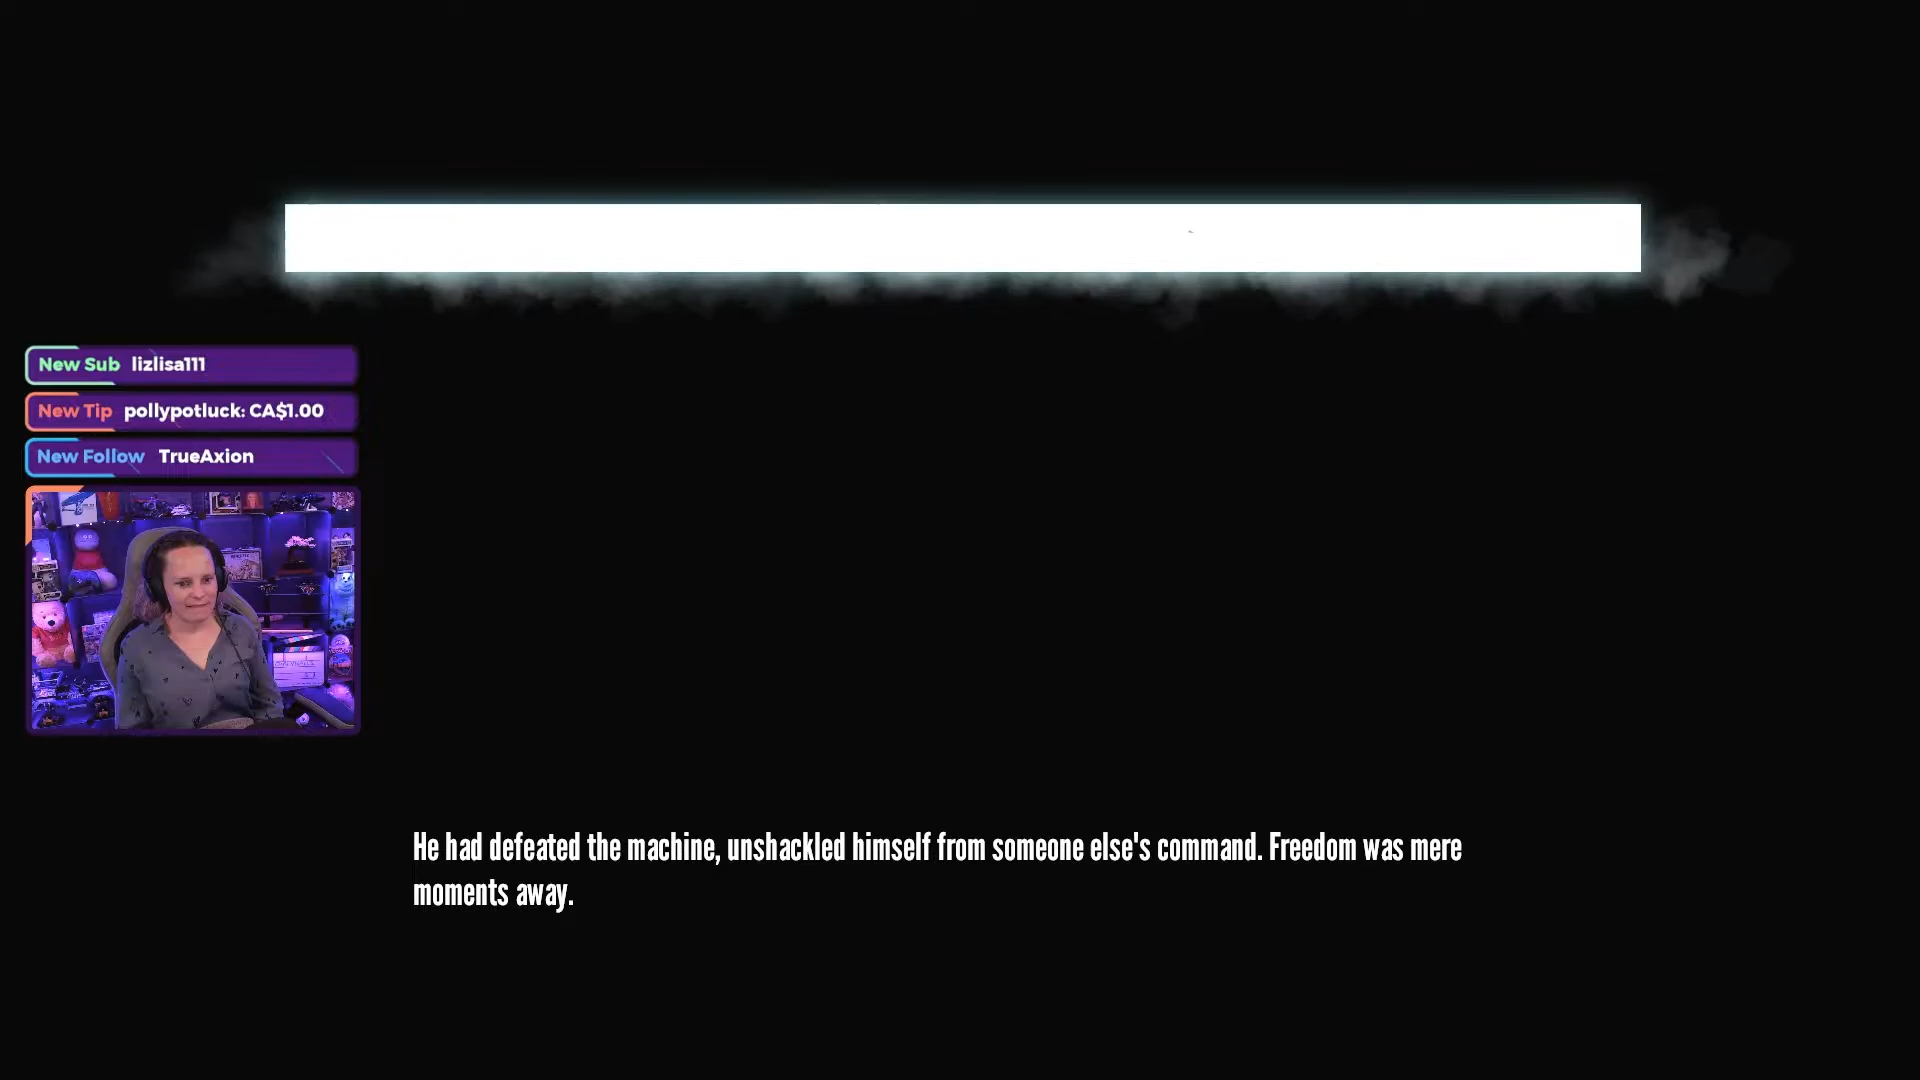 New Sub lizlisa111
New Tip pollypotluck: CA$1.00
New Follow TrueAxion
He had defeated the machine, unshackled himself from someone else's command. Freedom was mere
moments away.